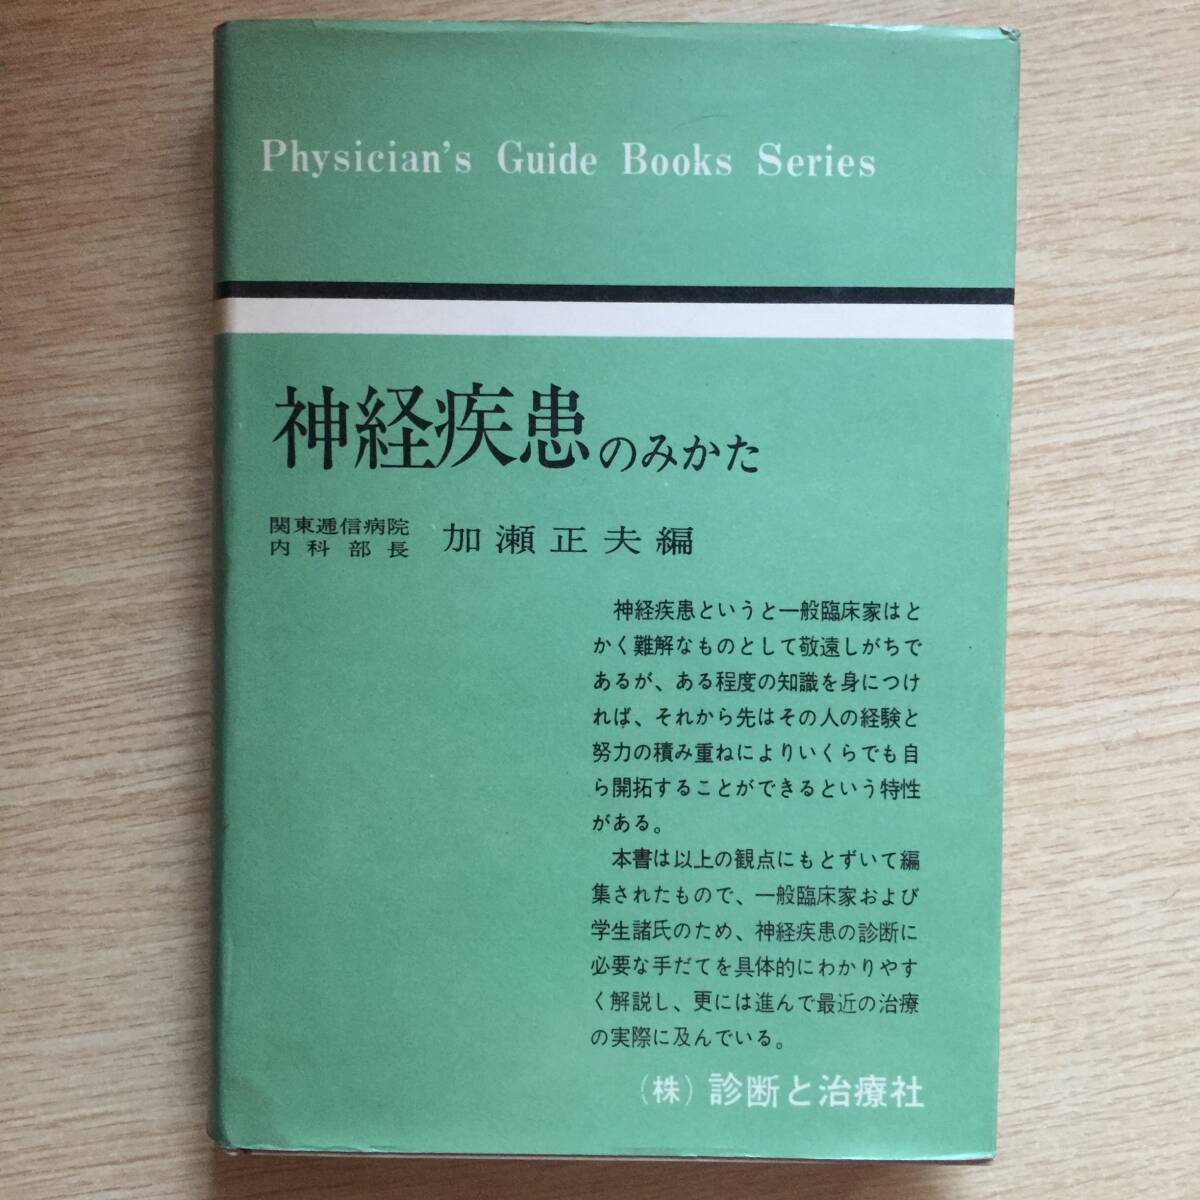 Physician's Guide Books Series
神経疾患のみかた
関東逓信病院
内科部長 加瀬正夫編
神経疾患というと一般臨床家はと
かく難解なものとして敬遠しがちで
あるが、ある程度の知識を身につけ
れば、それから先はその人の経験と
努力の積み重ねによりいくらでも自
ら開拓することができるという特性
がある。
本書は以上の観点にもとずいて編
集されたもので、一般臨床家および
学生諸氏のため、神経疾患の診断に
必要な手だてを具体的にわかりやす
く解説し、更には進んで最近の治療
の実際に及んでいる。
(株) 診断と治療社